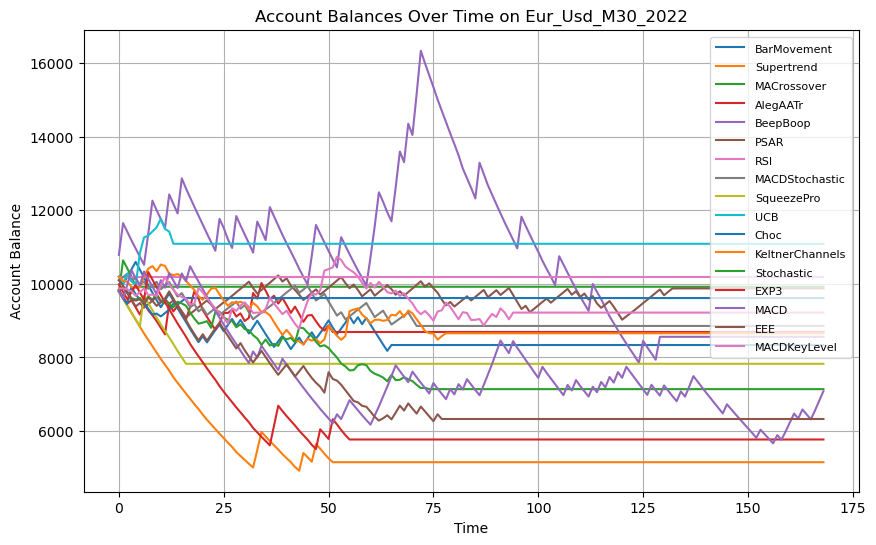 Account Balances Over Time on Eur_Usd_M30_2022
Account Balance
16000
14000
12000
10000
8000
6000
0
25
50
75
100
125
150
175
Time
BarMovement
Supertrend
MACrossover
AlegAATr
BeepBoop
PSAR
RSI
MACDStochastic
SqueezePro
UCB
Choc
KeltnerChannels
Stochastic
EXP3
MACD
EEE
MACDKeyLevel